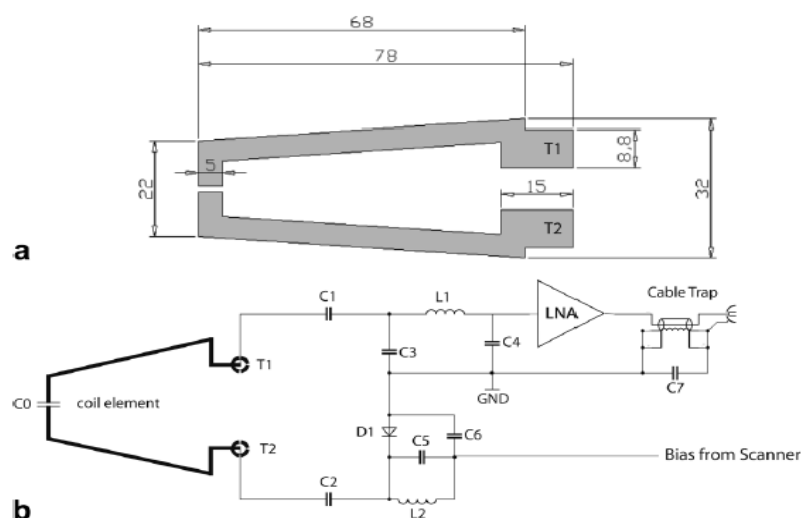 68
78
5
22
T1
8,8
15
32
T2
a
C1
L1
LNA
Cable Trap
C3
C4
C7
T1
GND
C0
coil element
D1
C5
C6
T2
Bias from Scanner
C2
L2
b